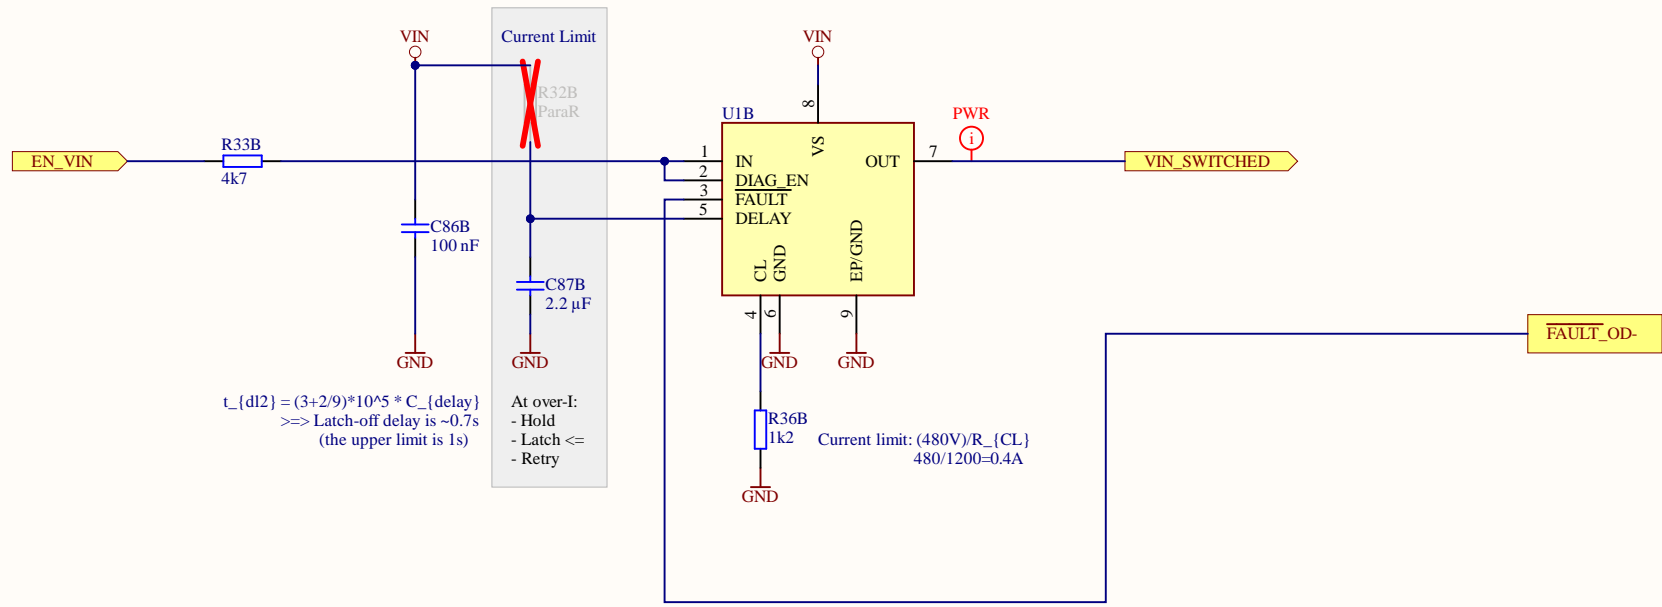 VIN
Current Limit
VIN
R32B
ParaR
8
U1B
PWR
i
VS
R33B
EN_VIN
4k7
1
IN
OUT
7
VIN_SWITCHED
2
DIAG_EN
3
FAULT
5
DELAY
C86B
100 nF
CL
GND
EP/GND
C87B
2.2 µF
4
6
9
FAULT_OD-
GND
GND
GND
GND
t_{dl2} = (3+2/9)*10^5 * C_{delay}
>=> Latch-off delay is ~0.7s
(the upper limit is 1s)
At over-I:
- Hold
- Latch <=
- Retry
R36B
1k2
Current limit: (480V)/R_{CL}
480/1200=0.4A
GND